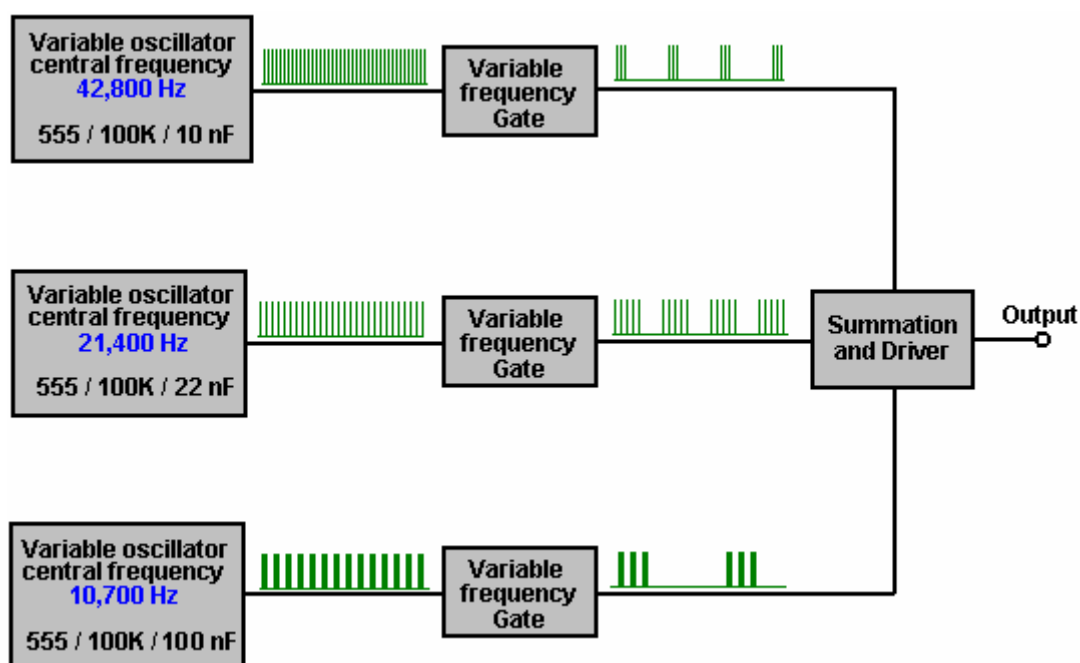 Variable oscillator
central frequency
42,800 Hz
555 / 100K / 10 nF
Variable
frequency
Gate
Variable oscillator
central frequency
21,400 Hz
555 / 100K / 22 nF
Variable
frequency
Gate
Summation
and Driver
Output
Variable oscillator
central frequency
10,700 Hz
555 / 100K / 100 nF
Variable
frequency
Gate